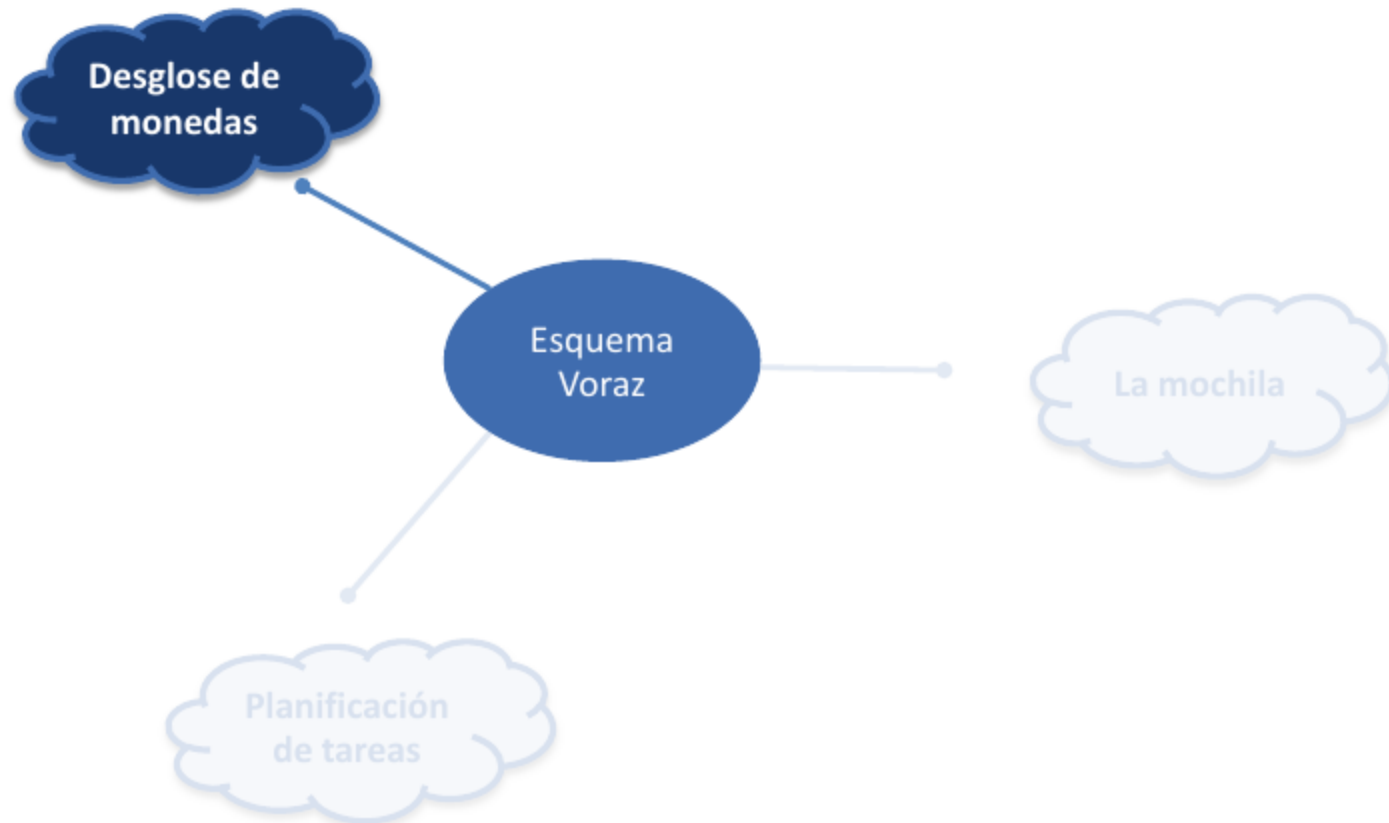 Desglose de
monedas
Esquema
Voraz
La mochila
Planificación
de tareas